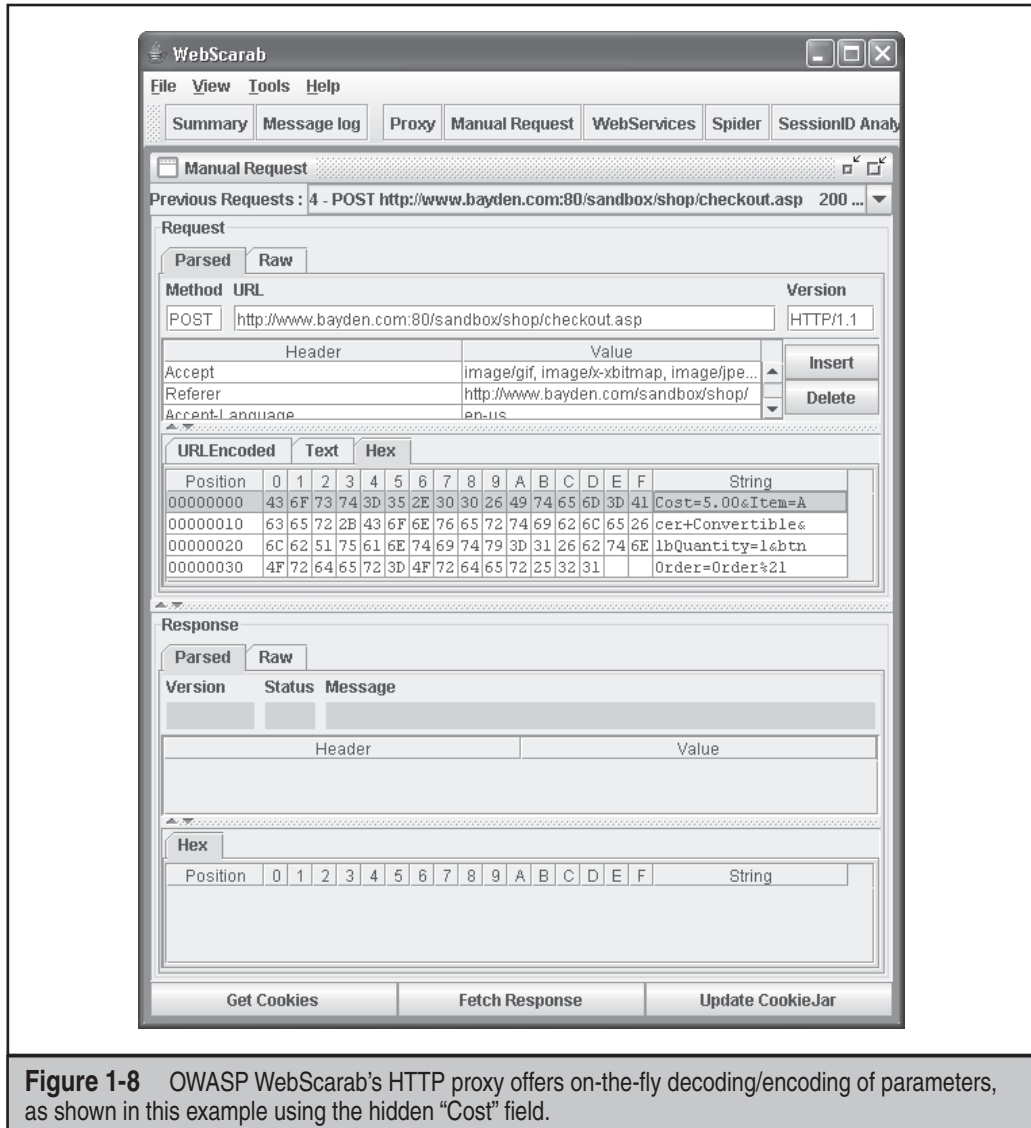 WebScarab
File View Tools Help
Summary Message log Proxy Manual Request WebServices Spider SessionID Analy
Manual Request
Previous Requests : 4 - POST http://www.bayden.com:80/sandbox/shop/checkout.asp 200 ...
Request
Parsed Raw
Method URL Version
POST http://www.bayden.com:80/sandbox/shop/checkout.asp HTTP/1.1
Header Value
Accept image/gif, image/x-xbitmap, image/jpe...
Insert
Referer http://www.bayden.com/sandbox/shop/
Delete
Accept-Language en-us
URLEncoded Text Hex
Position 0 1 2 3 4 5 6 7 8 9 A B C D E F String
00000000 43 6F 73 74 3D 35 2E 30 30 26 49 74 65 6D 3D 41 Cost=5.00&Item=A
00000010 63 65 72 2B 43 6F 6E 76 65 72 74 69 62 6C 65 26 cer+Convertible&
00000020 6C 62 51 75 61 6E 74 69 74 79 3D 31 26 62 74 6E lbQuantity=1&btn
00000030 4F 72 64 65 72 3D 4F 72 64 65 72 25 32 31 Order=Order%21
Response
Parsed Raw
Version Status Message
Header Value
Hex
Position 0 1 2 3 4 5 6 7 8 9 A B C D E F String
Get Cookies Fetch Response Update CookieJar
Figure 1-8 OWASP WebScarab's HTTP proxy offers on-the-fly decoding/encoding of parameters,
as shown in this example using the hidden “Cost” field.